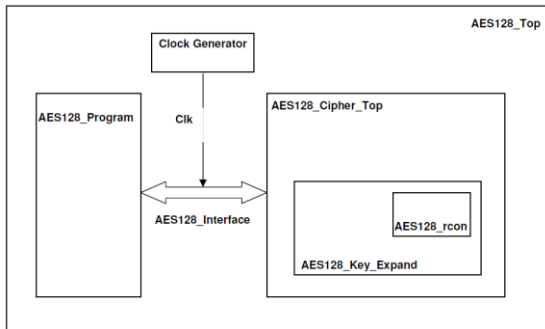 AES128_Top
Clock Generator
AES128_Program
Clk
AES128_Cipher_Top
AES128_Interface
AES128_rcon
AES128_Key_Expand